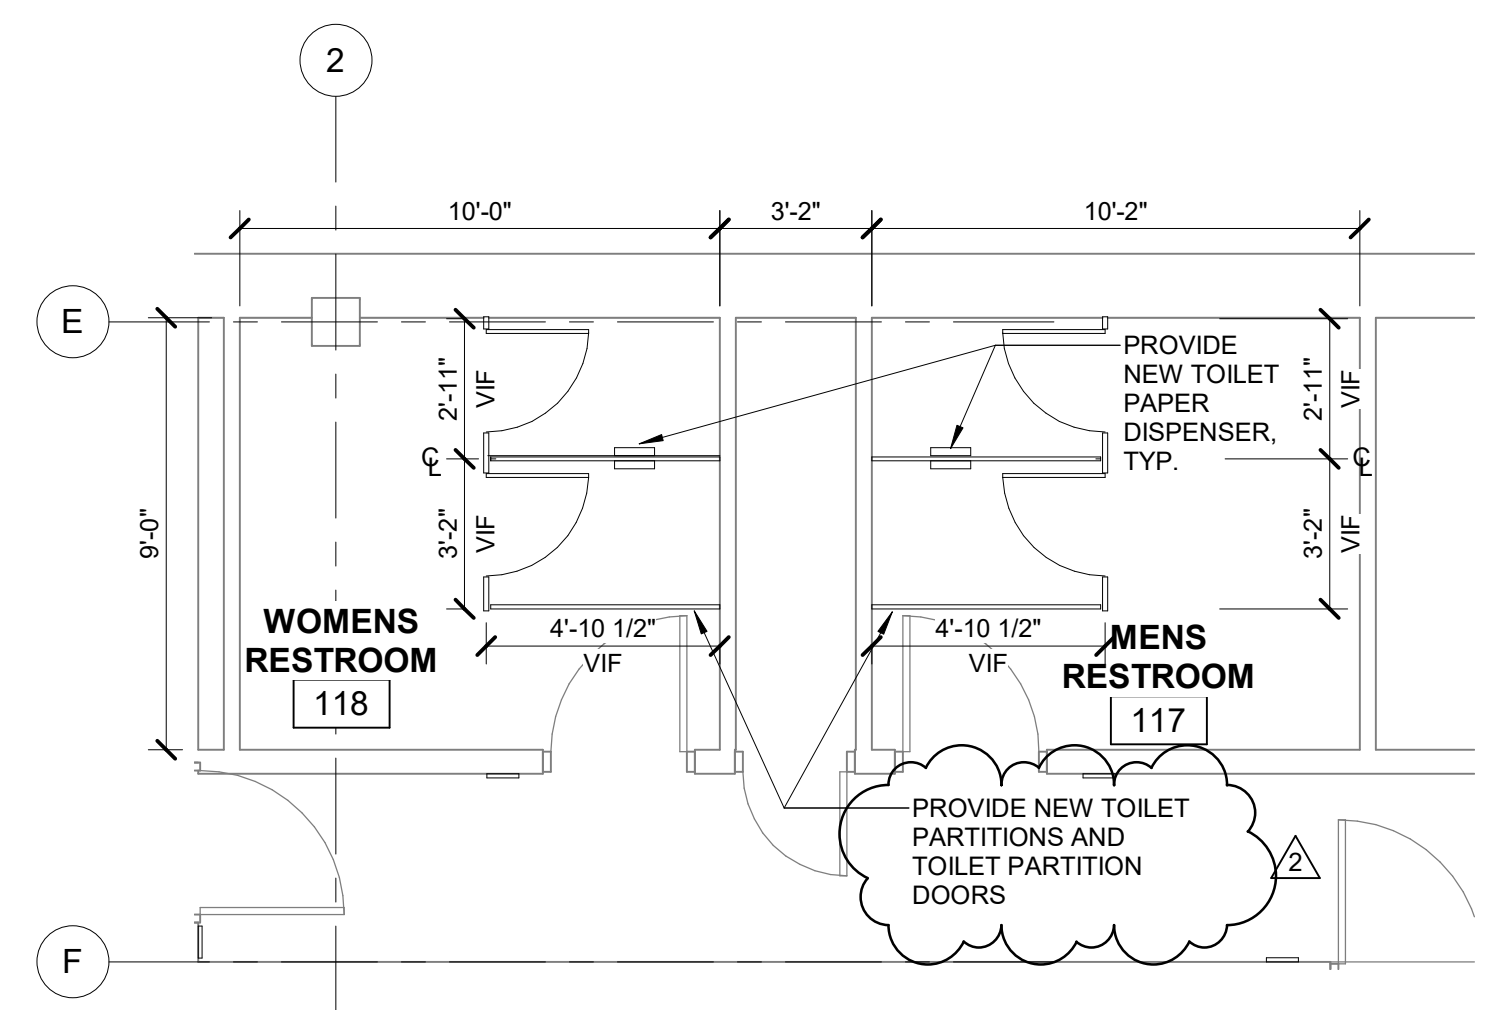 2
10'-0"
3'-2"
10'-2"
E
2'-11"
VIF
℄
3'-2"
VIF
9'-0"
PROVIDE
NEW TOILET
PAPER
DISPENSER,
TYP.
2'-11"
VIF
℄
3'-2"
VIF
WOMENS
RESTROOM
118
4'-10 1/2"
VIF
4'-10 1/2"
VIF
MENS
RESTROOM
117
PROVIDE NEW TOILET
PARTITIONS AND
TOILET PARTITION
DOORS
2
F